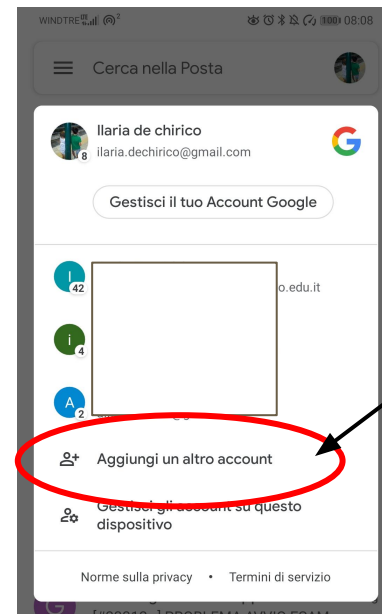 WINDTRE 08:08
100
Cerca nella Posta
Ilaria de chirico
8
ilaria.dechirico@gmail.com
G
Gestisci il tuo Account Google
I
42
o.edu.it
i
4
A
2
Aggiungi un altro account
Gestisci gli account su questo
dispositivo
Norme sulla privacy • Termini di servizio
G